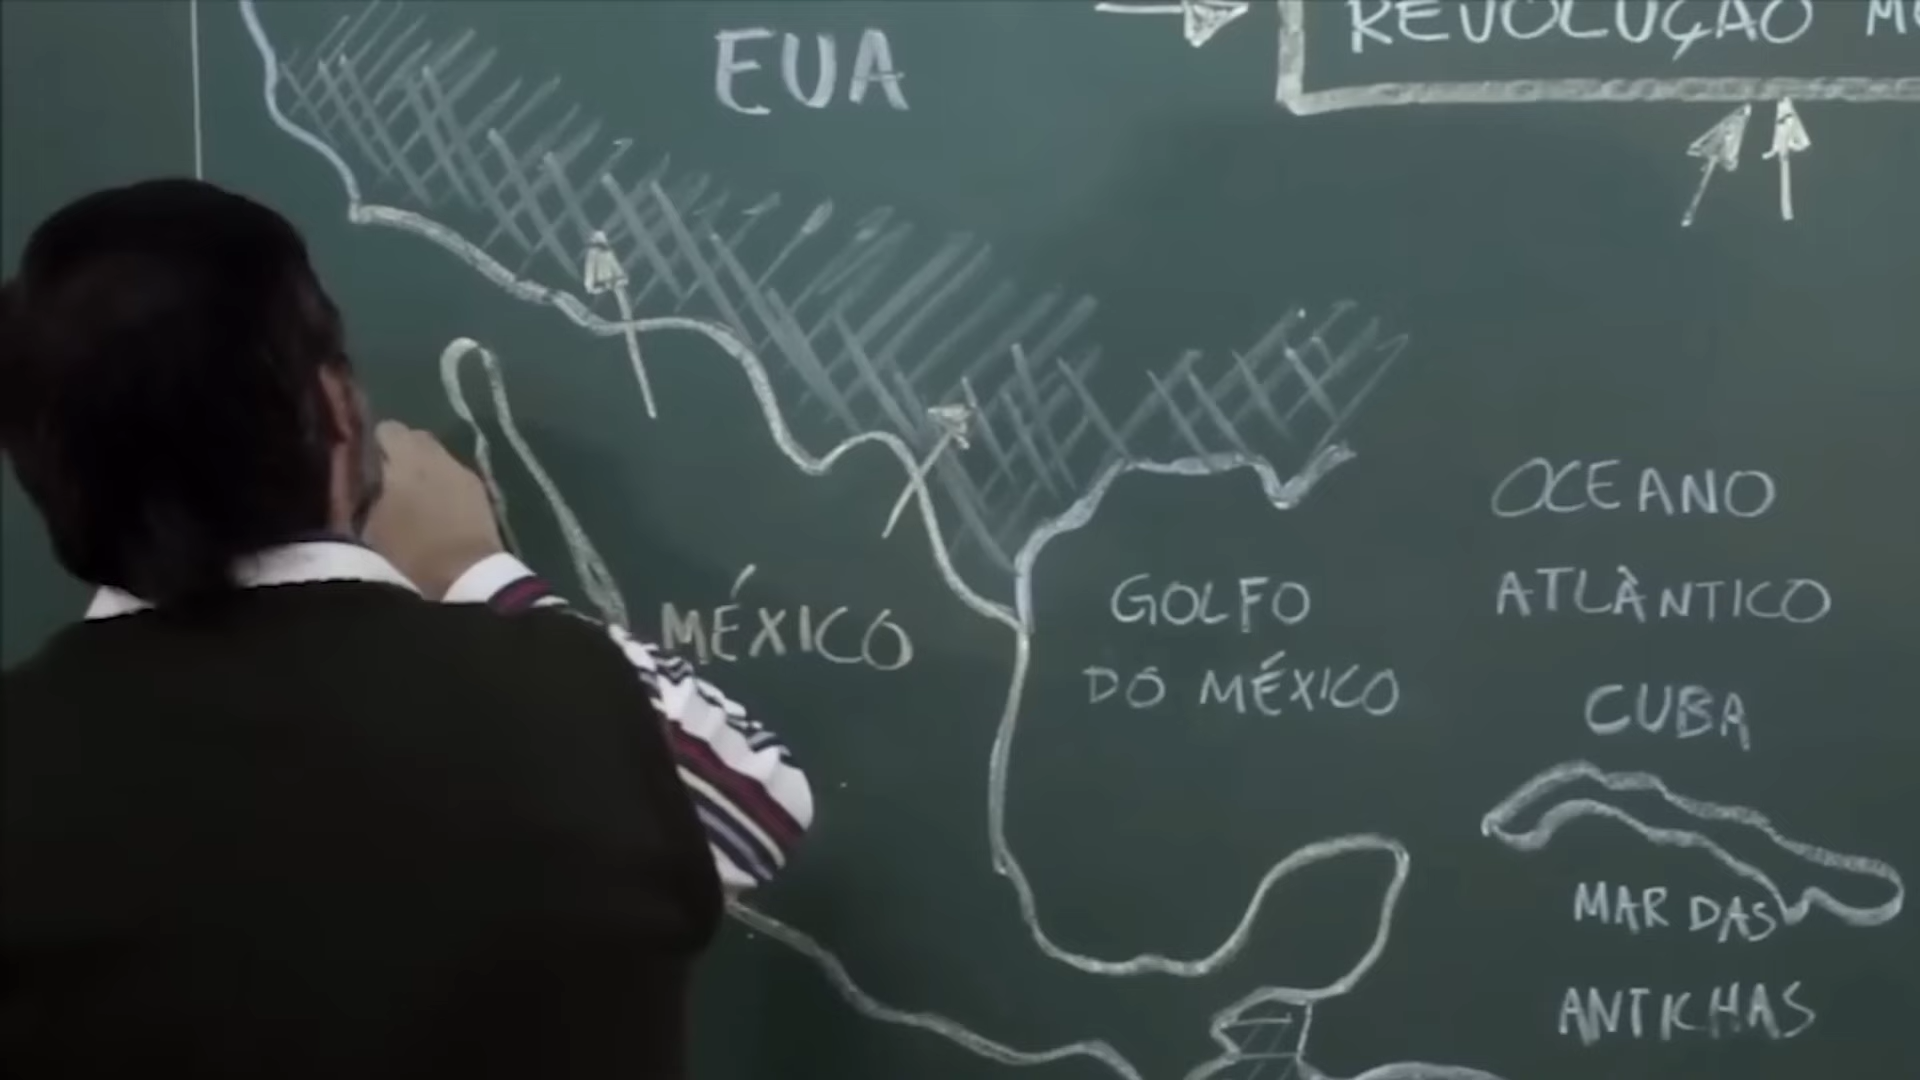 EUA
REVOLUÇÃO
MÉXICO
GOLFO
DO MÉXICO
OCEANO
ATLÂNTICO
CUBA
MAR DAS
ANTILHAS